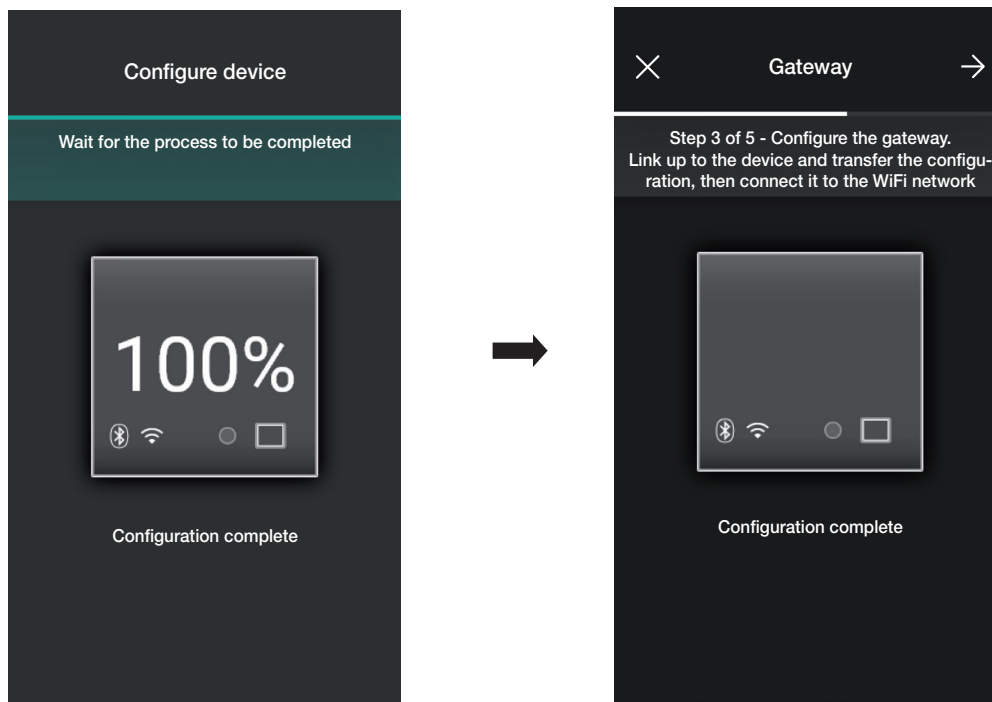 Configure device
Wait for the process to be completed
100%
Configuration complete
Gateway
Step 3 of 5 - Configure the gateway.
Link up to the device and transfer the configu-
ration, then connect it to the WiFi network
Configuration complete